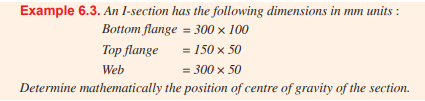 Example 6.3. An I-section has the following dimensions in mm units :
Bottom flange = 300 × 100
Top flange = 150 × 50
Web = 300 × 50
Determine mathematically the position of centre of gravity of the section.